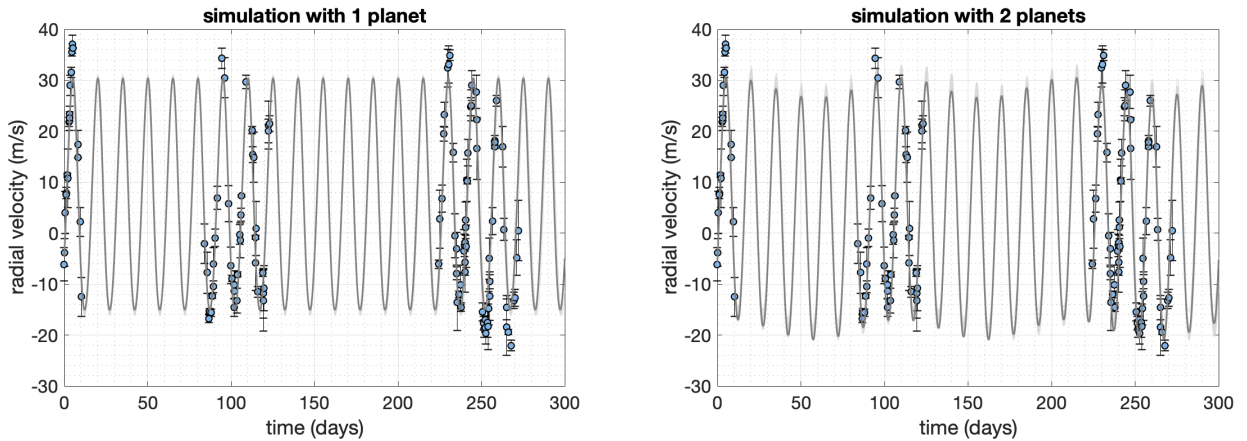 simulation with 1 planet
40
30
20
10
0
-10
-20
-30
radial velocity (m/s)
0 50 100 150 200 250 300
time (days)
simulation with 2 planets
40
30
20
10
0
-10
-20
-30
radial velocity (m/s)
0 50 100 150 200 250 300
time (days)